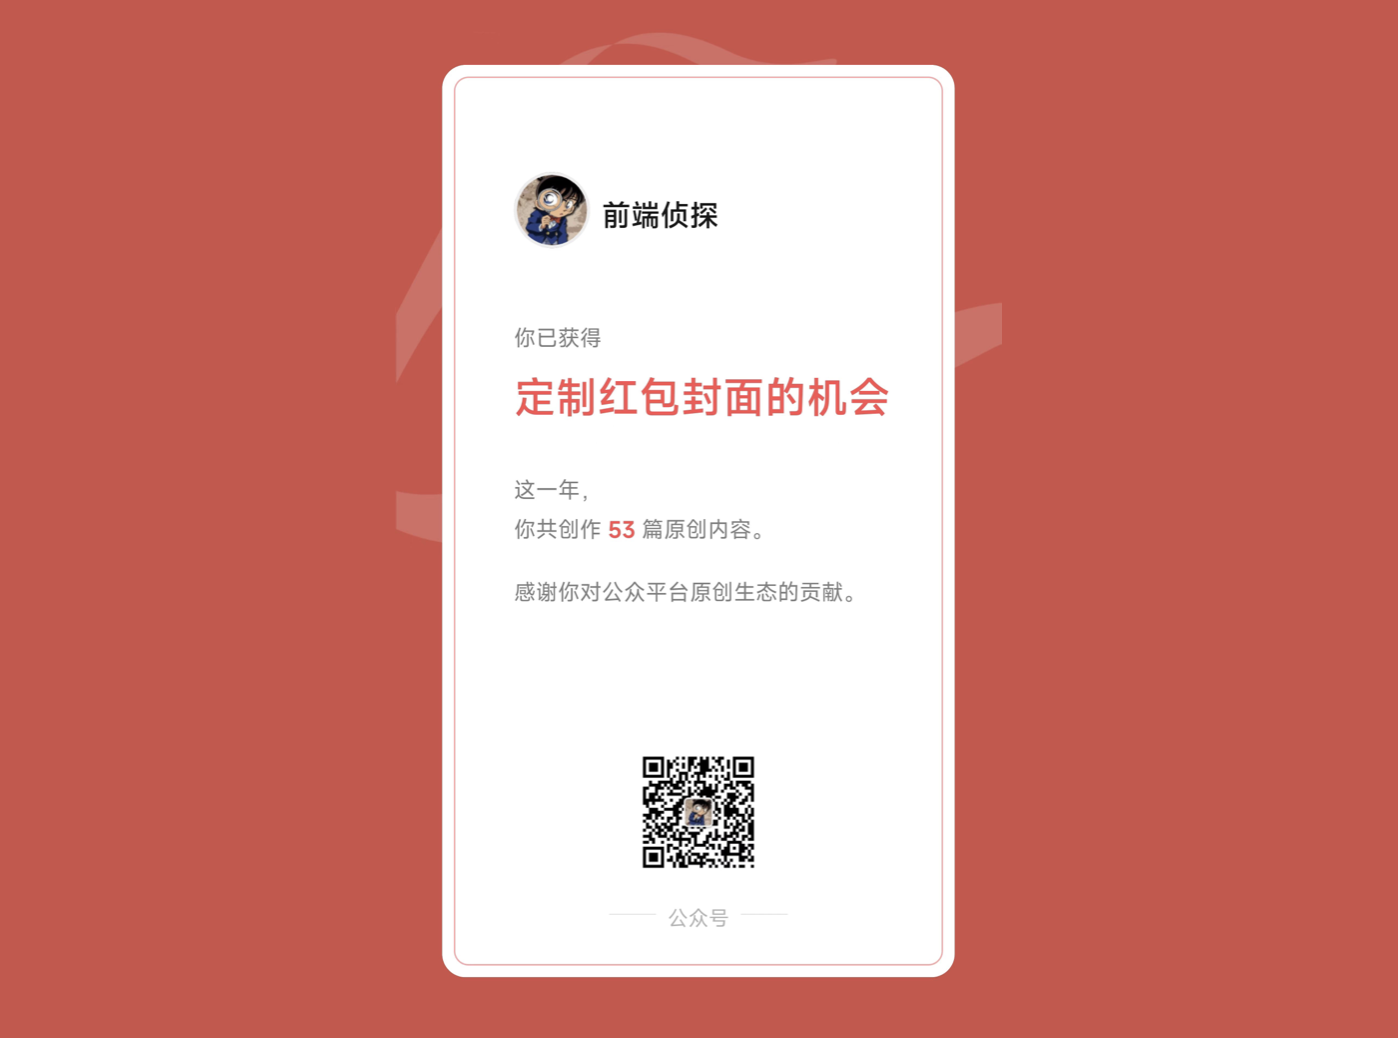 前端侦探
你已获得
定制红包封面的机会
这一年，
你共创作 53 篇原创内容。
感谢你对公众平台原创生态的贡献。
公众号